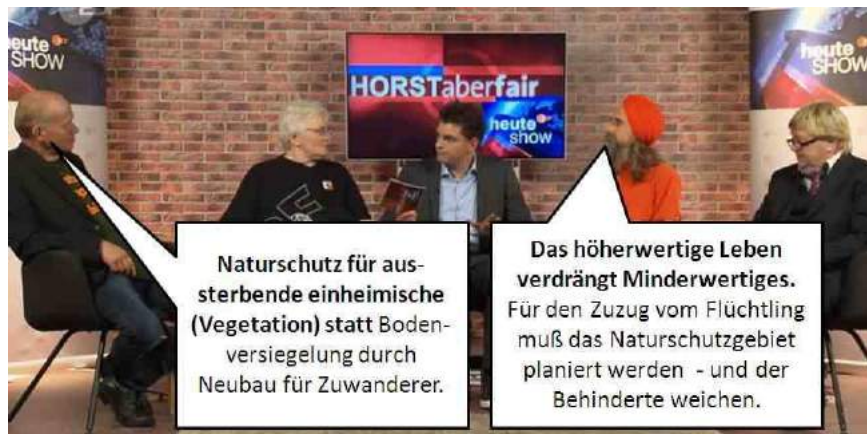 heute
SHOW
HORSTaberfair
heute
show
heute
SHOW
Naturschutz für aus-
sterbende einheimische
(Vegetation) statt Boden-
versiegelung durch
Neubau für Zuwanderer.
Das höherwertige Leben
verdrängt Minderwertiges.
Für den Zuzug vom Flüchtling
muß das Naturschutzgebiet
planiert werden - und der
Behinderte weichen.